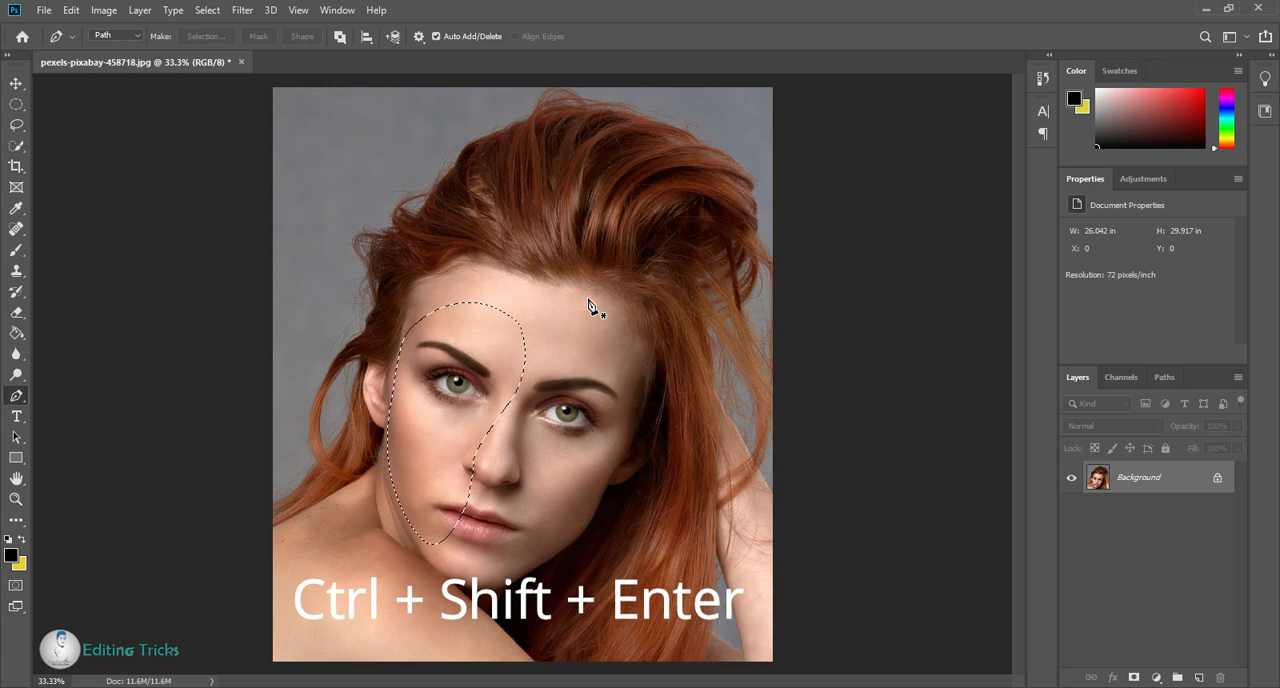 Ps File Edit Image Layer Type Select Filter 3D View Window Help
Path Make: Selection... Mask Shape Auto Add/Delete Align Edges
pexels-pixabay-458718.jpg @ 33.3% (RGB/8) * ×
Color Swatches
Properties Adjustments
Document Properties
W: 26.042 in H: 29.917 in
X: 0 Y: 0
Resolution: 72 pixels/inch
Layers Channels Paths
Kind
Normal Opacity: 100%
Lock: Fill: 100%
Background
Ctrl + Shift + Enter
Editing Tricks
33.33% Doc: 11.6M/11.6M